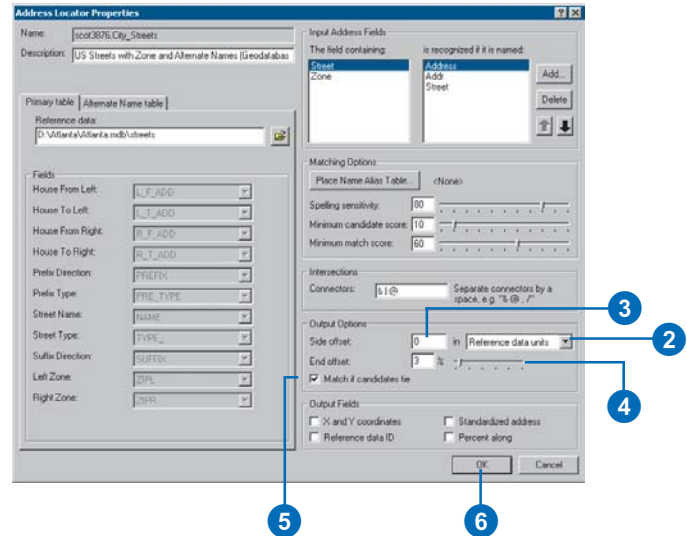 Address Locator Properties
Name: scot3876.City_Streets
Description: US Streets with Zone and Alternate Names (Geodatabas
Primary table Alternate Name table
Reference data:
D:\Atlanta\Atlanta.mdb\streets
Fields
House From Left: L_F_ADD
House To Left: L_T_ADD
House From Right: R_F_ADD
House To Right: R_T_ADD
Prefix Direction: PREFIX
Prefix Type: PRE_TYPE
Street Name: NAME
Street Type: TYPE_
Suffix Direction: SUFFIX
Left Zone: ZIPL
Right Zone: ZIPR
Input Address Fields
The field containing: is recognized if it is named:
Street
Zone
Address
Addr
Street
Add...
Delete
Matching Options
Place Name Alias Table... <None>
Spelling sensitivity: 80
Minimum candidate score: 10
Minimum match score: 60
Intersections
Connectors: & | @ Separate connectors by a
space, e.g. "& @ , /"
Output Options
Side offset: 0 in Reference data units
End offset: 3 %
Match if candidates tie
Output Fields
X and Y coordinates Standardized address
Reference data ID Percent along
OK Cancel
3
2
4
5
6